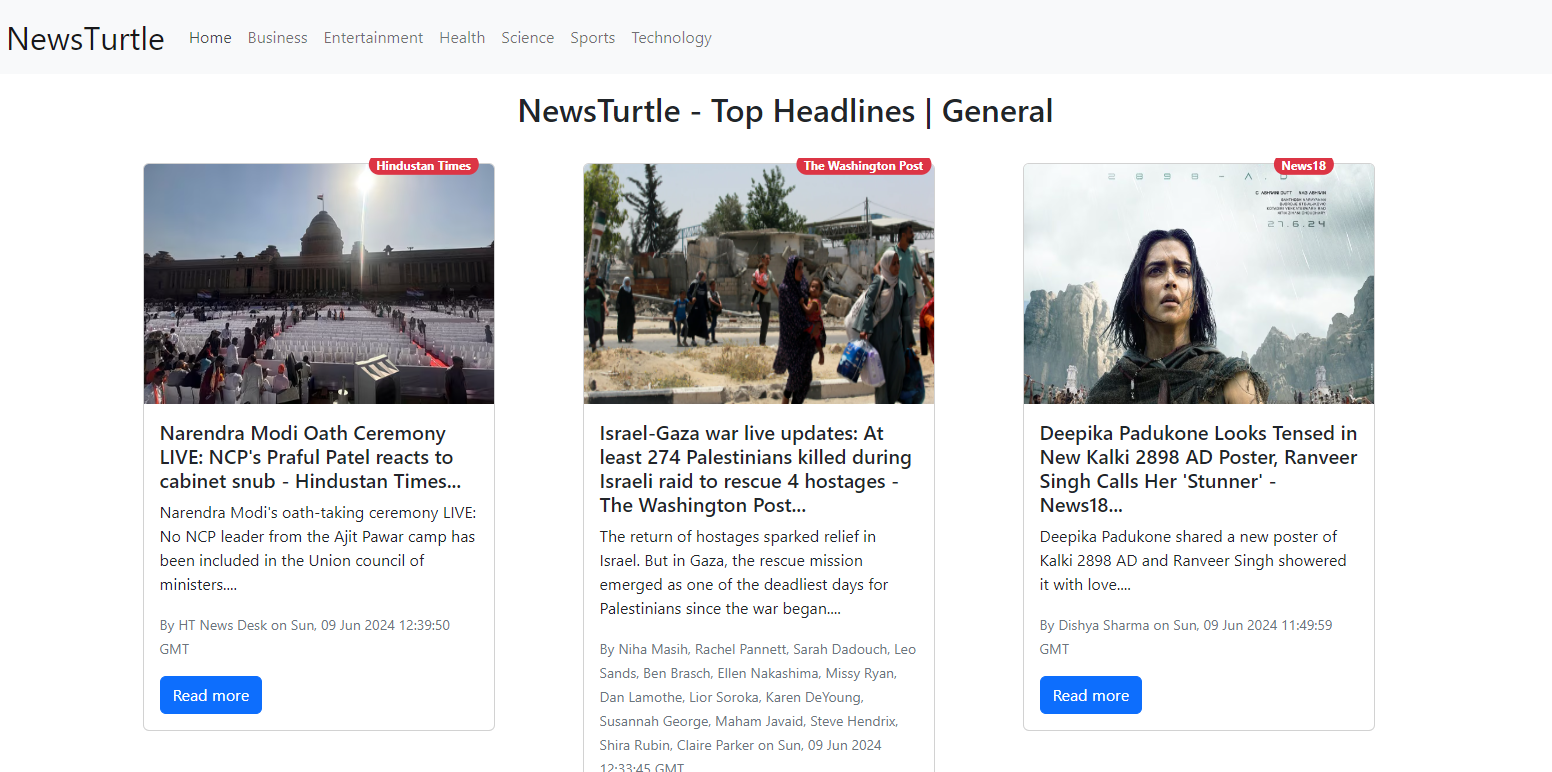 NewsTurtle
Home Business Entertainment Health Science Sports Technology
NewsTurtle - Top Headlines | General
Hindustan Times
Narendra Modi Oath Ceremony
LIVE: NCP's Praful Patel reacts to
cabinet snub - Hindustan Times...
Narendra Modi's oath-taking ceremony LIVE:
No NCP leader from the Ajit Pawar camp has
been included in the Union council of
ministers....
By HT News Desk on Sun, 09 Jun 2024 12:39:50
GMT
Read more
The Washington Post
Israel-Gaza war live updates: At
least 274 Palestinians killed during
Israeli raid to rescue 4 hostages -
The Washington Post...
The return of hostages sparked relief in
Israel. But in Gaza, the rescue mission
emerged as one of the deadliest days for
Palestinians since the war began....
By Niha Masih, Rachel Pannett, Sarah Dadouch, Leo
Sands, Ben Brasch, Ellen Nakashima, Missy Ryan,
Dan Lamothe, Lior Soroka, Karen DeYoung,
Susannah George, Maham Javaid, Steve Hendrix,
Shira Rubin, Claire Parker on Sun, 09 Jun 2024
12:33:45 GMT
News18
2898-A.D
27.6.24
Deepika Padukone Looks Tensed in
New Kalki 2898 AD Poster, Ranveer
Singh Calls Her 'Stunner' -
News18...
Deepika Padukone shared a new poster of
Kalki 2898 AD and Ranveer Singh showered
it with love....
By Dishya Sharma on Sun, 09 Jun 2024 11:49:59
GMT
Read more